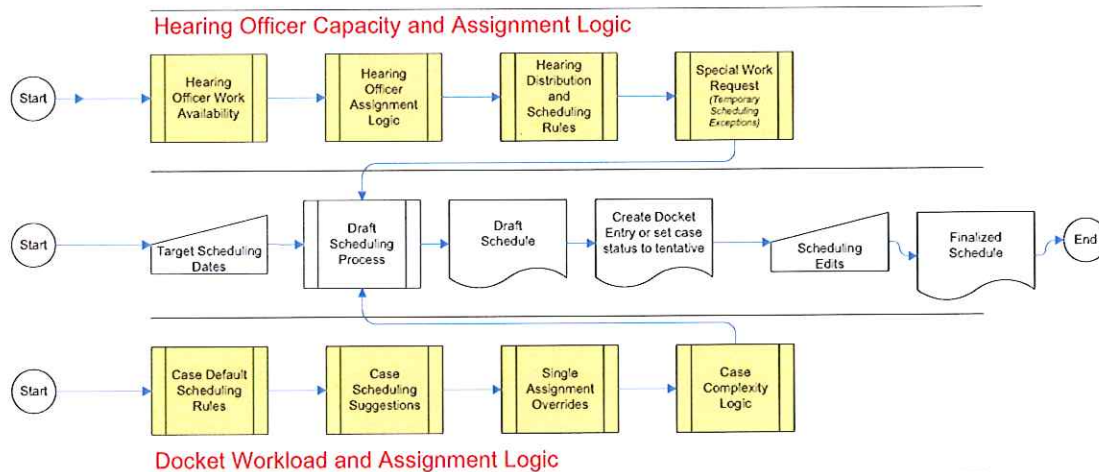 Hearing Officer Capacity and Assignment Logic
Start
Hearing
Officer Work
Availability
Hearing
Officer
Assignment
Logic
Hearing
Distribution
and
Scheduling
Rules
Special Work
Request
(Temporary
Scheduling
Exceptions)
Start
Target Scheduling
Dates
Draft
Scheduling
Process
Draft
Schedule
Create Docket
Entry or set case
status to tentative
Scheduling
Edits
Finalized
Schedule
End
Start
Case Default
Scheduling
Rules
Case
Scheduling
Suggestions
Single
Assignment
Overrides
Case
Complexity
Logic
Docket Workload and Assignment Logic